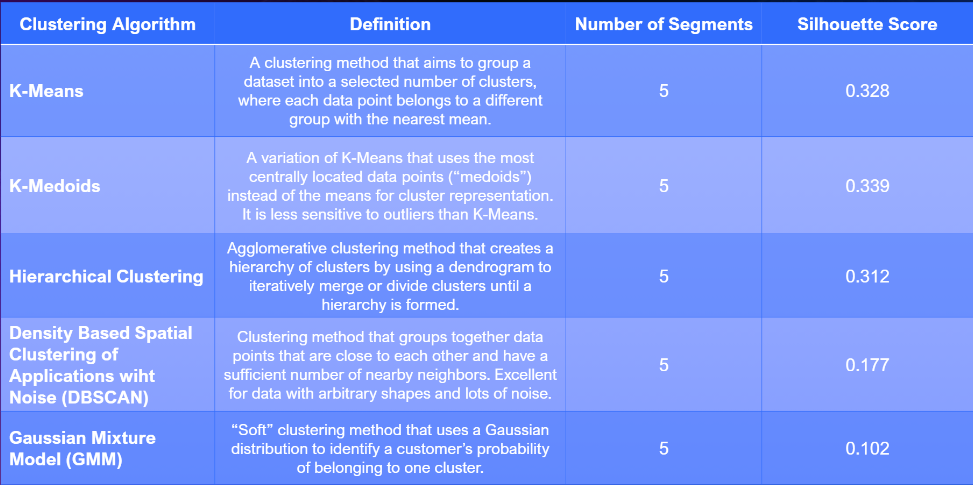 Clustering Algorithm
Definition
Number of Segments
Silhouette Score
K-Means
A clustering method that aims to group a
dataset into a selected number of clusters,
where each data point belongs to a different
group with the nearest mean.
5
0.328
K-Medoids
A variation of K-Means that uses the most
centrally located data points (“medoids”)
instead of the means for cluster representation.
It is less sensitive to outliers than K-Means.
5
0.339
Hierarchical Clustering
Agglomerative clustering method that creates a
hierarchy of clusters by using a dendrogram to
iteratively merge or divide clusters until a
hierarchy is formed.
5
0.312
Density Based Spatial
Clustering of
Applications wiht
Noise (DBSCAN)
Clustering method that groups together data
points that are close to each other and have a
sufficient number of nearby neighbors. Excellent
for data with arbitrary shapes and lots of noise.
5
0.177
Gaussian Mixture
Model (GMM)
“Soft” clustering method that uses a Gaussian
distribution to identify a customer’s probability
of belonging to one cluster.
5
0.102